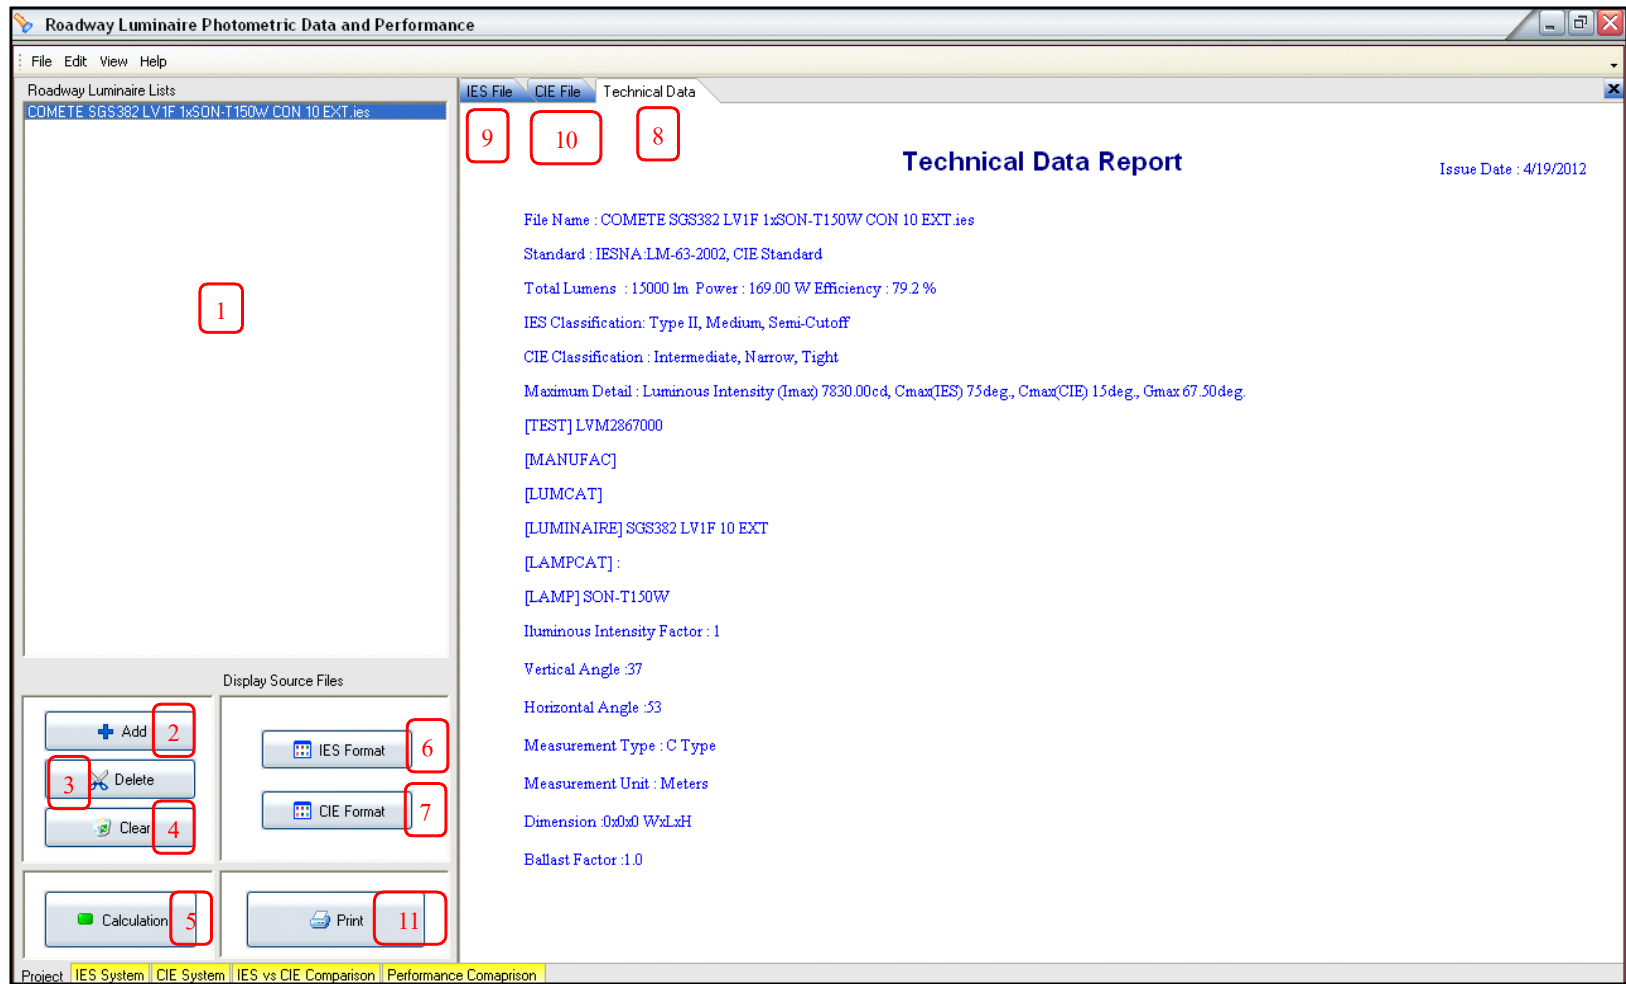 Roadway Luminaire Photometric Data and Performance
File Edit View Help
Roadway Luminaire Lists
COMETE SGS382 LV1F 1xSON-T150W CON 10 EXT.ies
1
Display Source Files
Add 2
3 Delete
Clear 4
IES Format 6
CIE Format 7
Calculation 5
Print 11
IES File CIE File Technical Data
9 10 8
Technical Data Report
Issue Date : 4/19/2012
File Name : COMETE SGS382 LV1F 1xSON-T150W CON 10 EXT.ies
Standard : IESNA:LM-63-2002, CIE Standard
Total Lumens : 15000 lm Power : 169.00 W Efficiency : 79.2 %
IES Classification: Type II, Medium, Semi-Cutoff
CIE Classification : Intermediate, Narrow, Tight
Maximum Detail : Luminous Intensity (Imax) 7830.00cd, Cmax(IES) 75deg., Cmax(CIE) 15deg., Gmax 67.50deg.
[TEST] LVM2867000
[MANUFAC]
[LUMCAT]
[LUMINAIRE] SGS382 LV1F 10 EXT
[LAMPCAT] :
[LAMP] SON-T150W
Iluminous Intensity Factor : 1
Vertical Angle :37
Horizontal Angle :53
Measurement Type : C Type
Measurement Unit : Meters
Dimension :0x0x0 WxLxH
Ballast Factor :1.0
Project IES System CIE System IES vs CIE Comparison Performance Comaprison